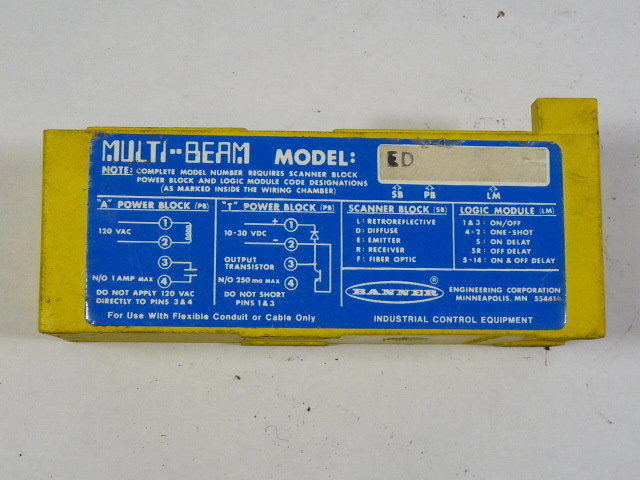 MULTI-BEAM MODEL: ED
NOTE: COMPLETE MODEL NUMBER REQUIRES SCANNER BLOCK
POWER BLOCK AND LOGIC MODULE CODE DESIGNATIONS
(AS MARKED INSIDE THE WIRING CHAMBER)
SB PB LM
"A" POWER BLOCK (PB)
1
120 VAC
2
3
N/O 1 AMP MAX 4
DO NOT APPLY 120 VAC
DIRECTLY TO PINS 3 & 4
"T" POWER BLOCK (PB)
+ 1
10-30 VDC
- 2
OUTPUT 3
TRANSISTOR
N/O 250 ma MAX 4
DO NOT SHORT
PINS 1 & 3
For Use With Flexible Conduit or Cable Only
SCANNER BLOCK (SB)
L : RETROREFLECTIVE
D : DIFFUSE
E : EMITTER
R : RECEIVER
F : FIBER OPTIC
LOGIC MODULE (LM)
1 & 3 : ON/OFF
4-2 : ONE-SHOT
5 : ON DELAY
5R : OFF DELAY
5-14 : ON & OFF DELAY
BANNER ®
ENGINEERING CORPORATION
MINNEAPOLIS, MN
INDUSTRIAL CONTROL EQUIPMENT